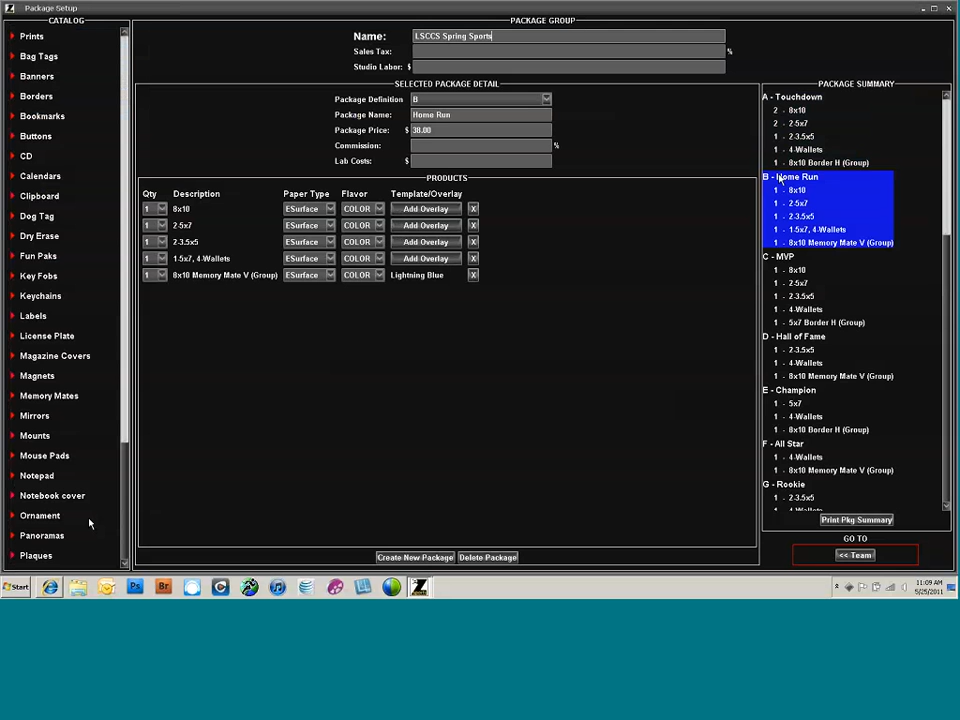 Package Setup
CATALOG
Prints
Bag Tags
Banners
Borders
Bookmarks
Buttons
CD
Calendars
Clipboard
Dog Tag
Dry Erase
Fun Paks
Key Fobs
Keychains
Labels
License Plate
Magazine Covers
Magnets
Memory Mates
Mirrors
Mounts
Mouse Pads
Notepad
Notebook cover
Ornament
Panoramas
Plaques
PACKAGE GROUP
Name: LSCCS Spring Sports
Sales Tax: %
Studio Labor: $
SELECTED PACKAGE DETAIL
Package Definition B
Package Name: Home Run
Package Price: $ 38.00
Commission: %
Lab Costs: $
PRODUCTS
Qty Description Paper Type Flavor Template/Overlay
1 8x10 ESurface COLOR Add Overlay X
1 2-5x7 ESurface COLOR Add Overlay X
1 2-3.5x5 ESurface COLOR Add Overlay X
1 1-5x7, 4-Wallets ESurface COLOR Add Overlay X
1 8x10 Memory Mate V (Group) ESurface COLOR Lightning Blue X
Create New Package Delete Package
PACKAGE SUMMARY
A - Touchdown
2 - 8x10
2 - 2-5x7
1 - 2-3.5x5
1 - 4-Wallets
1 - 8x10 Border H (Group)
B - Home Run
1 - 8x10
1 - 2-5x7
1 - 2-3.5x5
1 - 1-5x7, 4-Wallets
1 - 8x10 Memory Mate V (Group)
C - MVP
1 - 8x10
1 - 2-5x7
1 - 2-3.5x5
1 - 4-Wallets
1 - 5x7 Border H (Group)
D - Hall of Fame
1 - 2-3.5x5
1 - 4-Wallets
1 - 8x10 Memory Mate V (Group)
E - Champion
1 - 5x7
1 - 4-Wallets
1 - 8x10 Border H (Group)
F - All Star
1 - 4-Wallets
1 - 8x10 Memory Mate V (Group)
G - Rookie
1 - 2-3.5x5
Print Pkg Summary
GO TO
<< Team
Start
Ps
Br
11:09 AM
5/25/2011